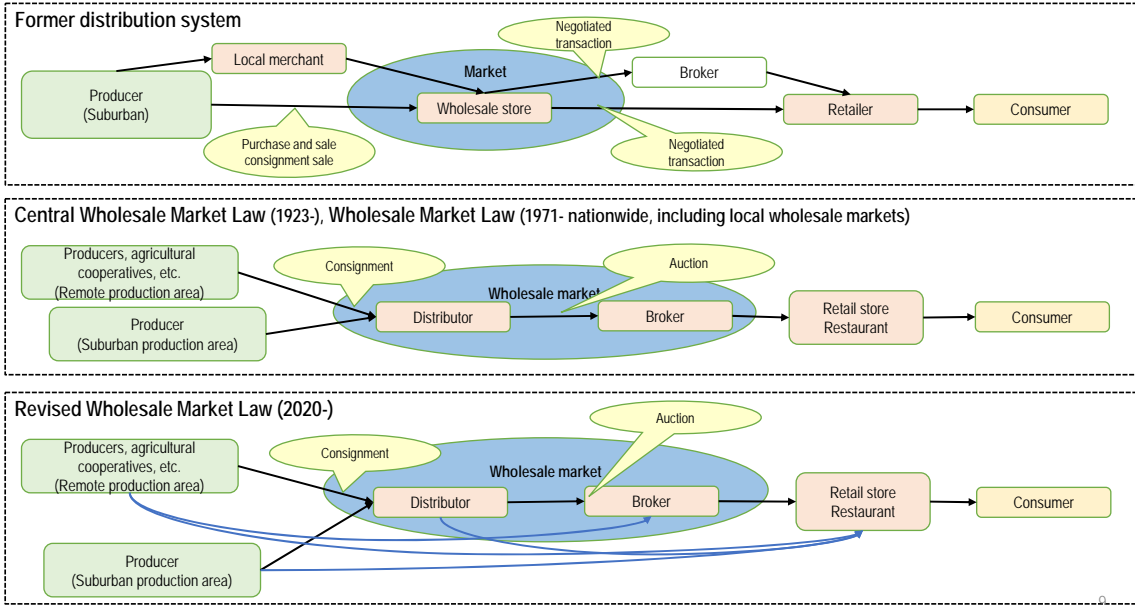 Former distribution system
Negotiated
transaction
Local merchant
Market
Broker
Producer
(Suburban)
Wholesale store
Retailer
Consumer
Purchase and sale
consignment sale
Negotiated
transaction
Central Wholesale Market Law (1923-), Wholesale Market Law (1971- nationwide, including local wholesale markets)
Producers, agricultural
cooperatives, etc.
(Remote production area)
Consignment
Auction
Wholesale market
Distributor
Broker
Retail store
Restaurant
Consumer
Producer
(Suburban production area)
Revised Wholesale Market Law (2020-)
Auction
Producers, agricultural
cooperatives, etc.
(Remote production area)
Consignment
Wholesale market
Distributor
Broker
Retail store
Restaurant
Consumer
Producer
(Suburban production area)